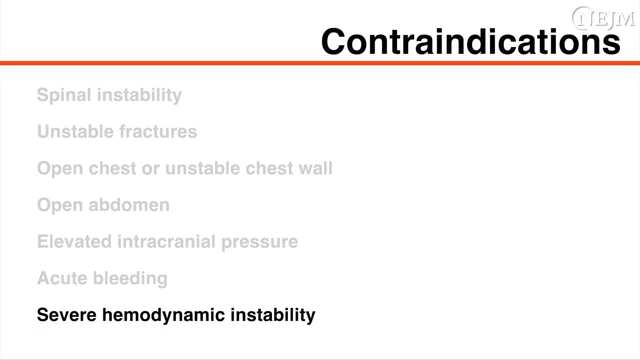 NEJM
Contraindications
Spinal instability
Unstable fractures
Open chest or unstable chest wall
Open abdomen
Elevated intracranial pressure
Acute bleeding
Severe hemodynamic instability